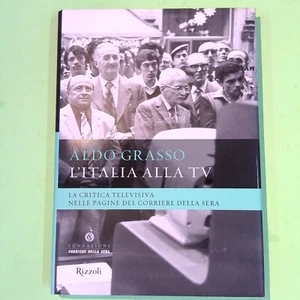 ALDO GRASSO
L'ITALIA ALLA TV
LA CRITICA TELEVISIVA
NELLE PAGINE DEL CORRIERE DELLA SERA
FONDAZIONE
CORRIERE DELLA SERA
Rizzoli